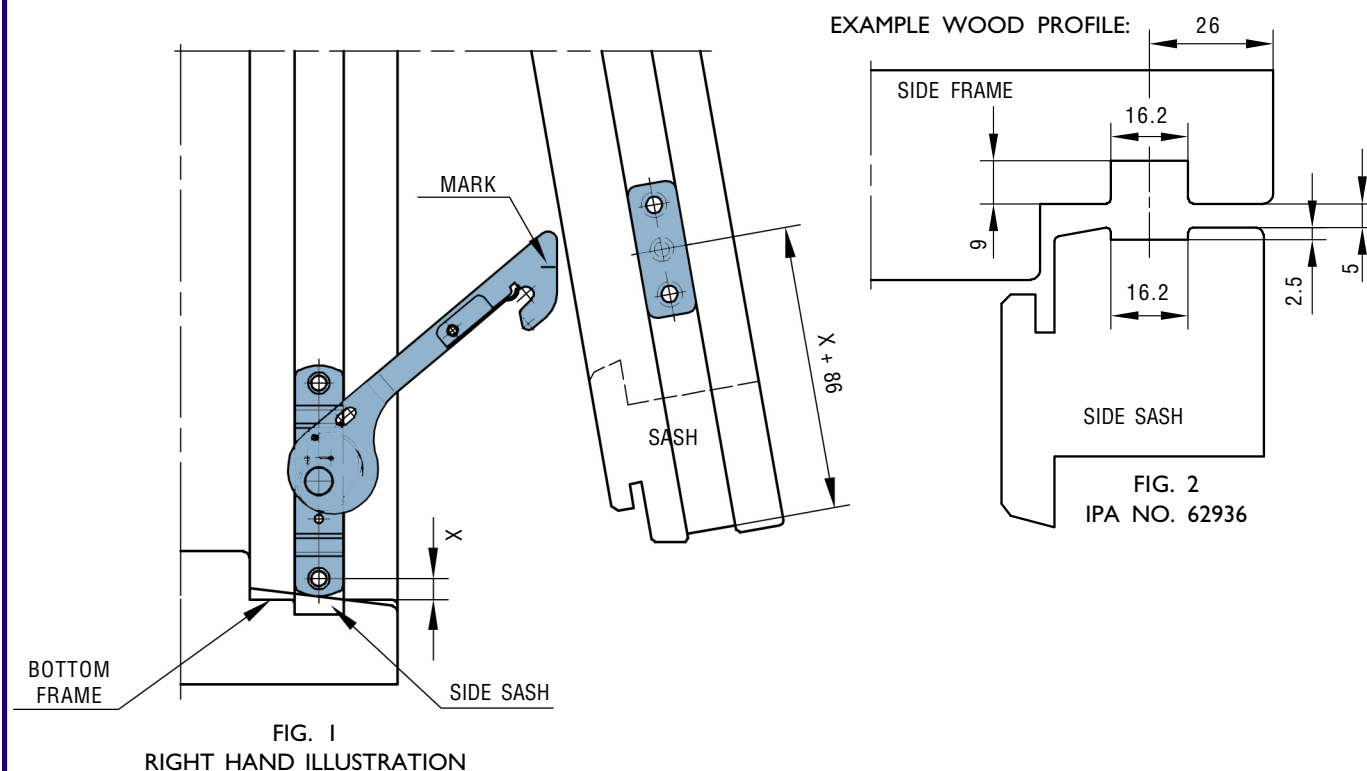 EXAMPLE WOOD PROFILE:
26
SIDE FRAME
16.2
9
5
2.5
16.2
SIDE SASH
FIG. 2
IPA NO. 62936
MARK
X + 86
SASH
X
BOTTOM
FRAME
SIDE SASH
FIG. 1
RIGHT HAND ILLUSTRATION